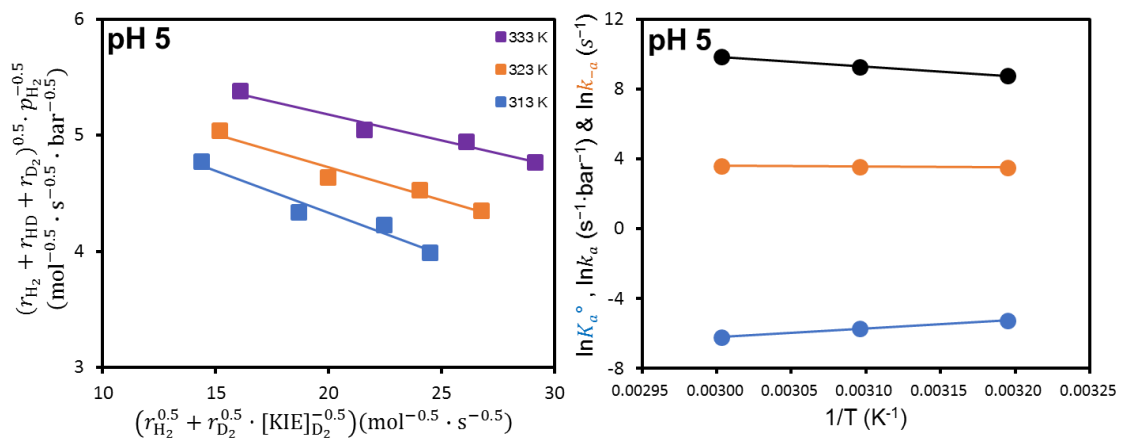 pH 5
333 K
323 K
313 K
6
5
4
3
10
15
20
25
30
(r_H₂ + r_HD + r_D₂)^0.5 · p_H₂^−0.5
(mol^−0.5 · s^−0.5 · bar^−0.5)
(r_H₂^0.5 + r_D₂^0.5 · [KIE]_D₂^−0.5)(mol^−0.5 · s^−0.5)
pH 5
12
8
4
0
-4
-8
0.00295
0.00300
0.00305
0.00310
0.00315
0.00320
0.00325
lnK_a°, lnk_a (s⁻¹·bar⁻¹) & lnk_−a (s⁻¹)
1/T (K⁻¹)